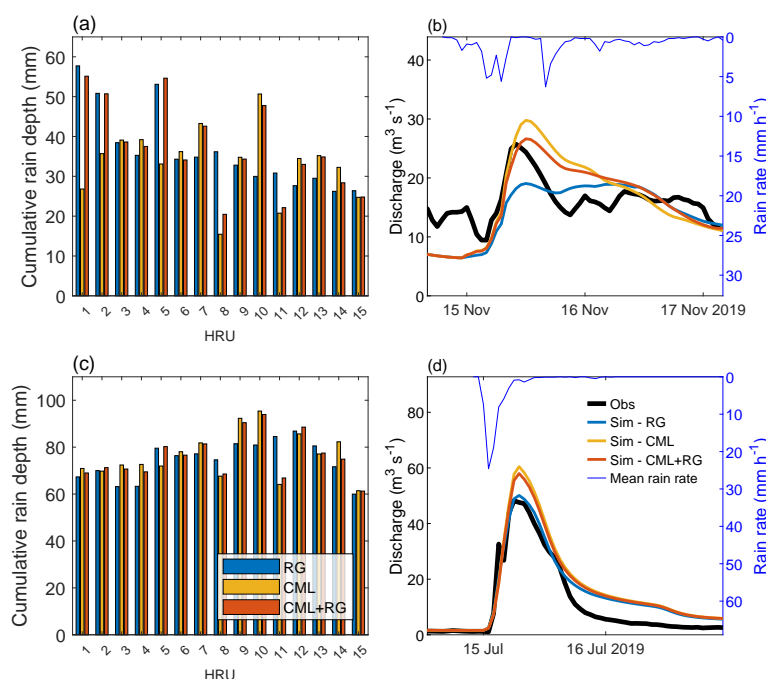 (a)
(b)
60
50
40
30
20
10
0
Cumulative rain depth (mm)
1 2 3 4 5 6 7 8 9 10 11 12 13 14 15
HRU
40
30
20
10
0
Discharge (m³ s⁻¹)
0
5
10
15
20
25
30
Rain rate (mm h⁻¹)
15 Nov 16 Nov 17 Nov 2019
(c)
(d)
100
80
60
40
20
0
Cumulative rain depth (mm)
RG
CML
CML+RG
1 2 3 4 5 6 7 8 9 10 11 12 13 14 15
HRU
80
60
40
20
0
Discharge (m³ s⁻¹)
Obs
Sim - RG
Sim - CML
Sim - CML+RG
Mean rain rate
0
10
20
30
40
50
60
Rain rate (mm h⁻¹)
15 Jul 16 Jul 2019